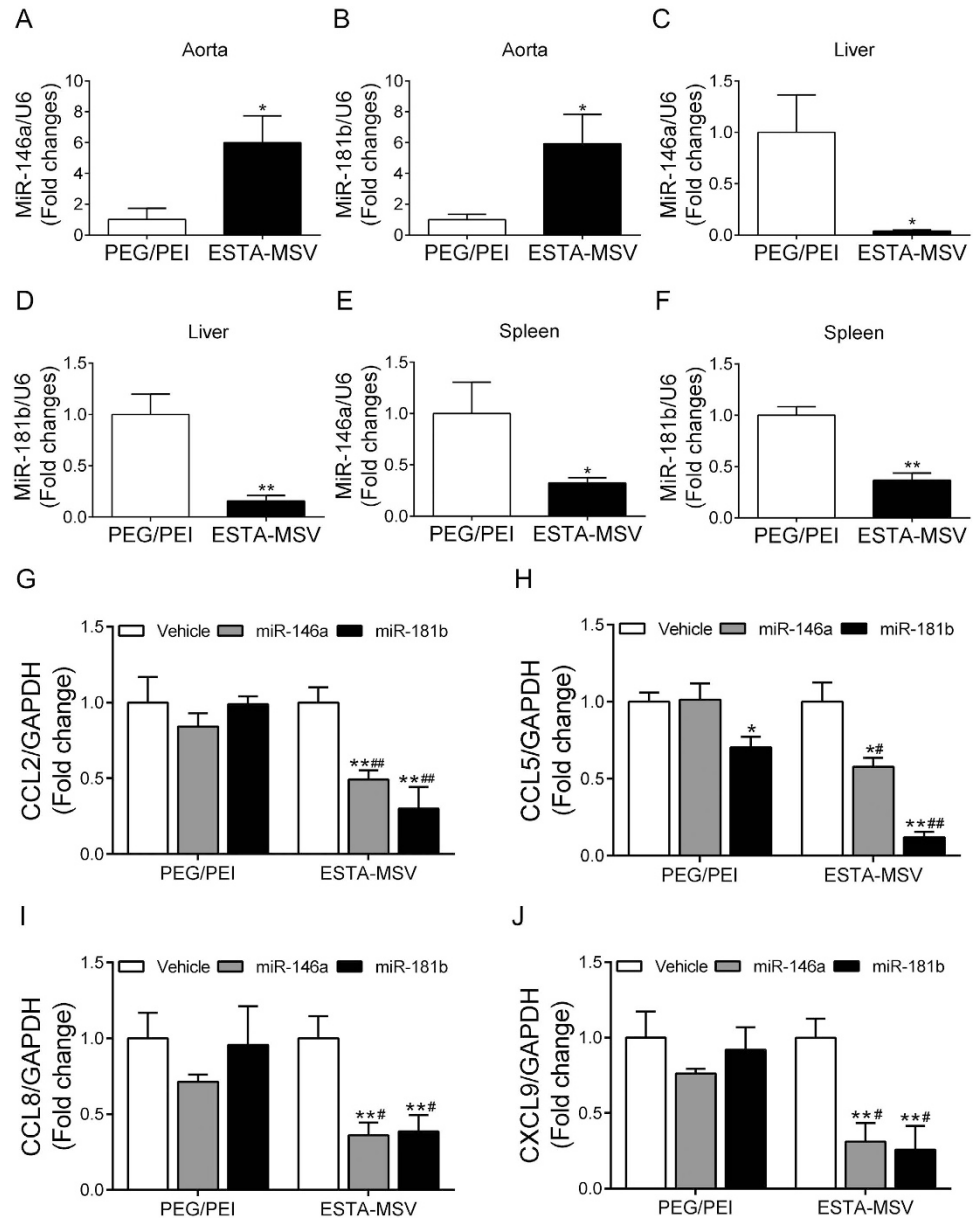 A
Aorta
MiR-146a/U6
(Fold changes)
10
8
6
4
2
0
*
PEG/PEI ESTA-MSV
B
Aorta
MiR-181b/U6
(Fold changes)
10
8
6
4
2
0
*
PEG/PEI ESTA-MSV
C
Liver
MiR-146a/U6
(Fold changes)
1.5
1.0
0.5
0.0
*
PEG/PEI ESTA-MSV
D
Liver
MiR-181b/U6
(Fold changes)
1.5
1.0
0.5
0.0
**
PEG/PEI ESTA-MSV
E
Spleen
MiR-146a/U6
(Fold changes)
1.5
1.0
0.5
0.0
*
PEG/PEI ESTA-MSV
F
Spleen
MiR-181b/U6
(Fold changes)
1.5
1.0
0.5
0.0
**
PEG/PEI ESTA-MSV
G
Vehicle miR-146a miR-181b
CCL2/GAPDH
(Fold change)
1.5
1.0
0.5
0.0
**## **##
PEG/PEI ESTA-MSV
H
Vehicle miR-146a miR-181b
CCL5/GAPDH
(Fold change)
1.5
1.0
0.5
0.0
* *# **##
PEG/PEI ESTA-MSV
I
Vehicle miR-146a miR-181b
CCL8/GAPDH
(Fold change)
1.5
1.0
0.5
0.0
**# **#
PEG/PEI ESTA-MSV
J
Vehicle miR-146a miR-181b
CXCL9/GAPDH
(Fold change)
1.5
1.0
0.5
0.0
**# **#
PEG/PEI ESTA-MSV